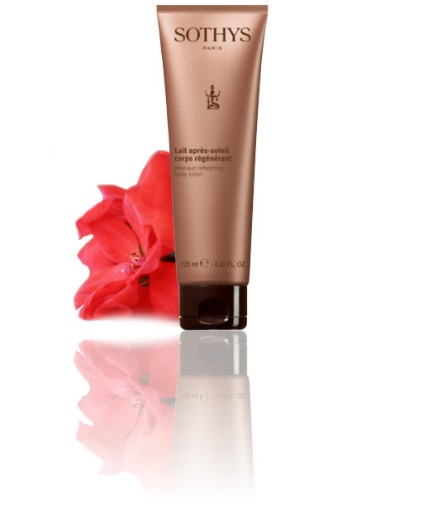 SOTHYS
PARIS
Lait après-soleil
corps régénérant
After-sun refreshing
body lotion
125 ml ℮ - 4.22 FL. OZ